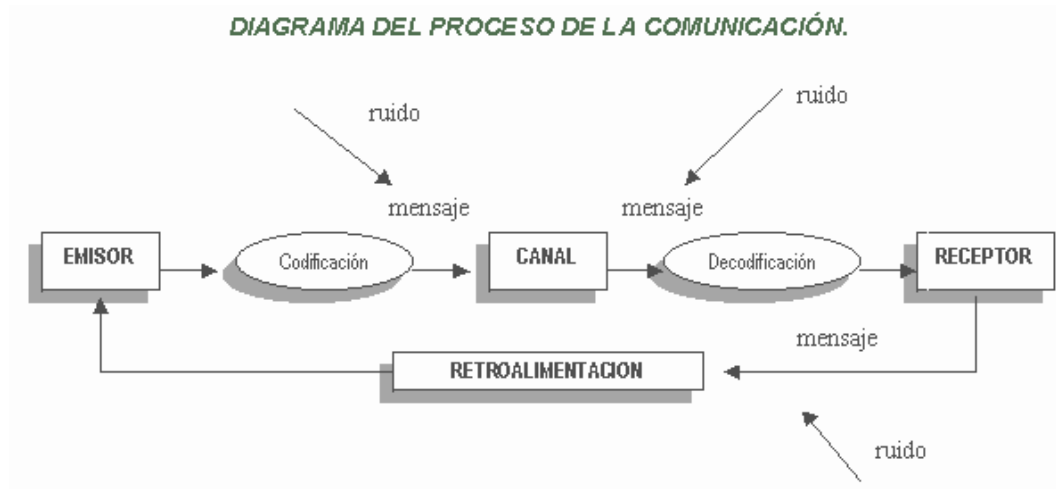 DIAGRAMA DEL PROCESO DE LA COMUNICACIÓN.
ruido
ruido
mensaje
mensaje
EMISOR
Codificación
CANAL
Decodificación
RECEPTOR
mensaje
RETROALIMENTACION
ruido